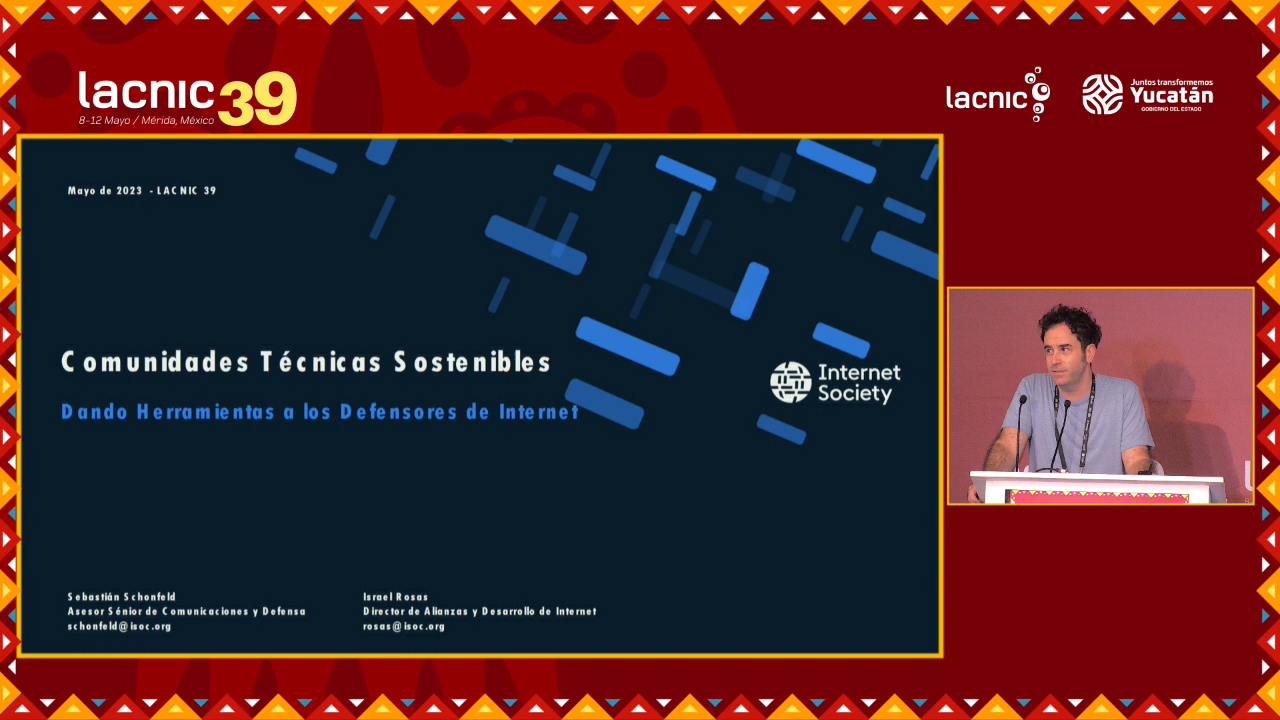 lacnic 39
8-12 Mayo / Mérida, México
lacnic
Juntos transformemos
Yucatán
GOBIERNO DEL ESTADO
Mayo de 2023 - LACNIC 39
Comunidades Técnicas Sostenibles
Dando Herramientas a los Defensores de Internet
Internet
Society
Sebastián Schonfeld
Asesor Sénior de Comunicaciones y Defensa
schonfeld@isoc.org
Israel Rosas
Director de Alianzas y Desarrollo de Internet
rosas@isoc.org